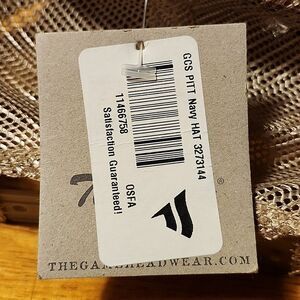 GCS PITT Navy HAT 3273144
11466758
OSFA
Satisfaction Guaranteed!
®
THEGAMEHEADWEAR.COM